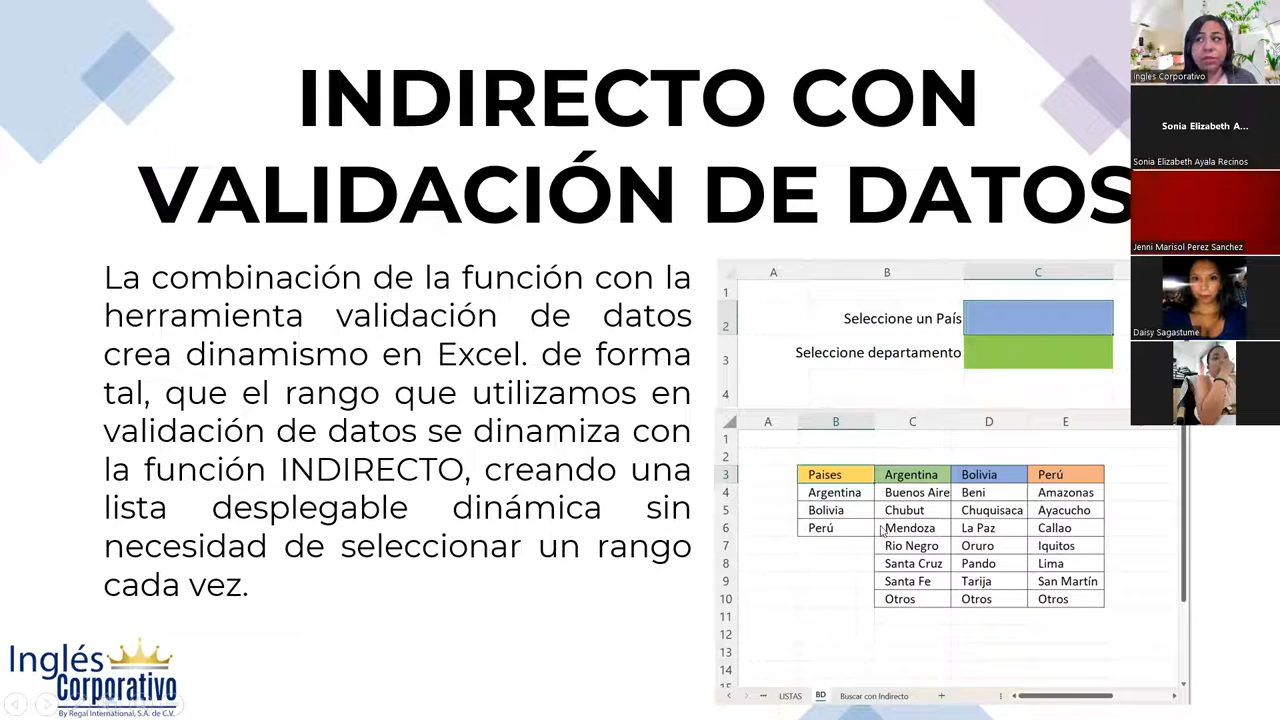 INDIRECTO CON
VALIDACIÓN DE DATOS
La combinación de la función con la
herramienta validación de datos
crea dinamismo en Excel. de forma
tal, que el rango que utilizamos en
validación de datos se dinamiza con
la función INDIRECTO, creando una
lista desplegable dinámica sin
necesidad de seleccionar un rango
cada vez.
A B C
1
2 Seleccione un País
3 Seleccione departamento
4
A B C D E
1
2
3 Paises Argentina Bolivia Perú
4 Argentina Buenos Aire Beni Amazonas
5 Bolivia Chubut Chuquisaca Ayacucho
6 Perú Mendoza La Paz Callao
7 Rio Negro Oruro Iquitos
8 Santa Cruz Pando Lima
9 Santa Fe Tarija San Martín
10 Otros Otros Otros
11
12
13
14
15
LISTAS BD Buscar con Indirecto
Inglés
Corporativo
By Regal International, S.A. de C.V.
Ingles Corporativo
Sonia Elizabeth A...
Sonia Elizabeth Ayala Recinos
Jenni Marisol Perez Sanchez
Daisy Sagastume